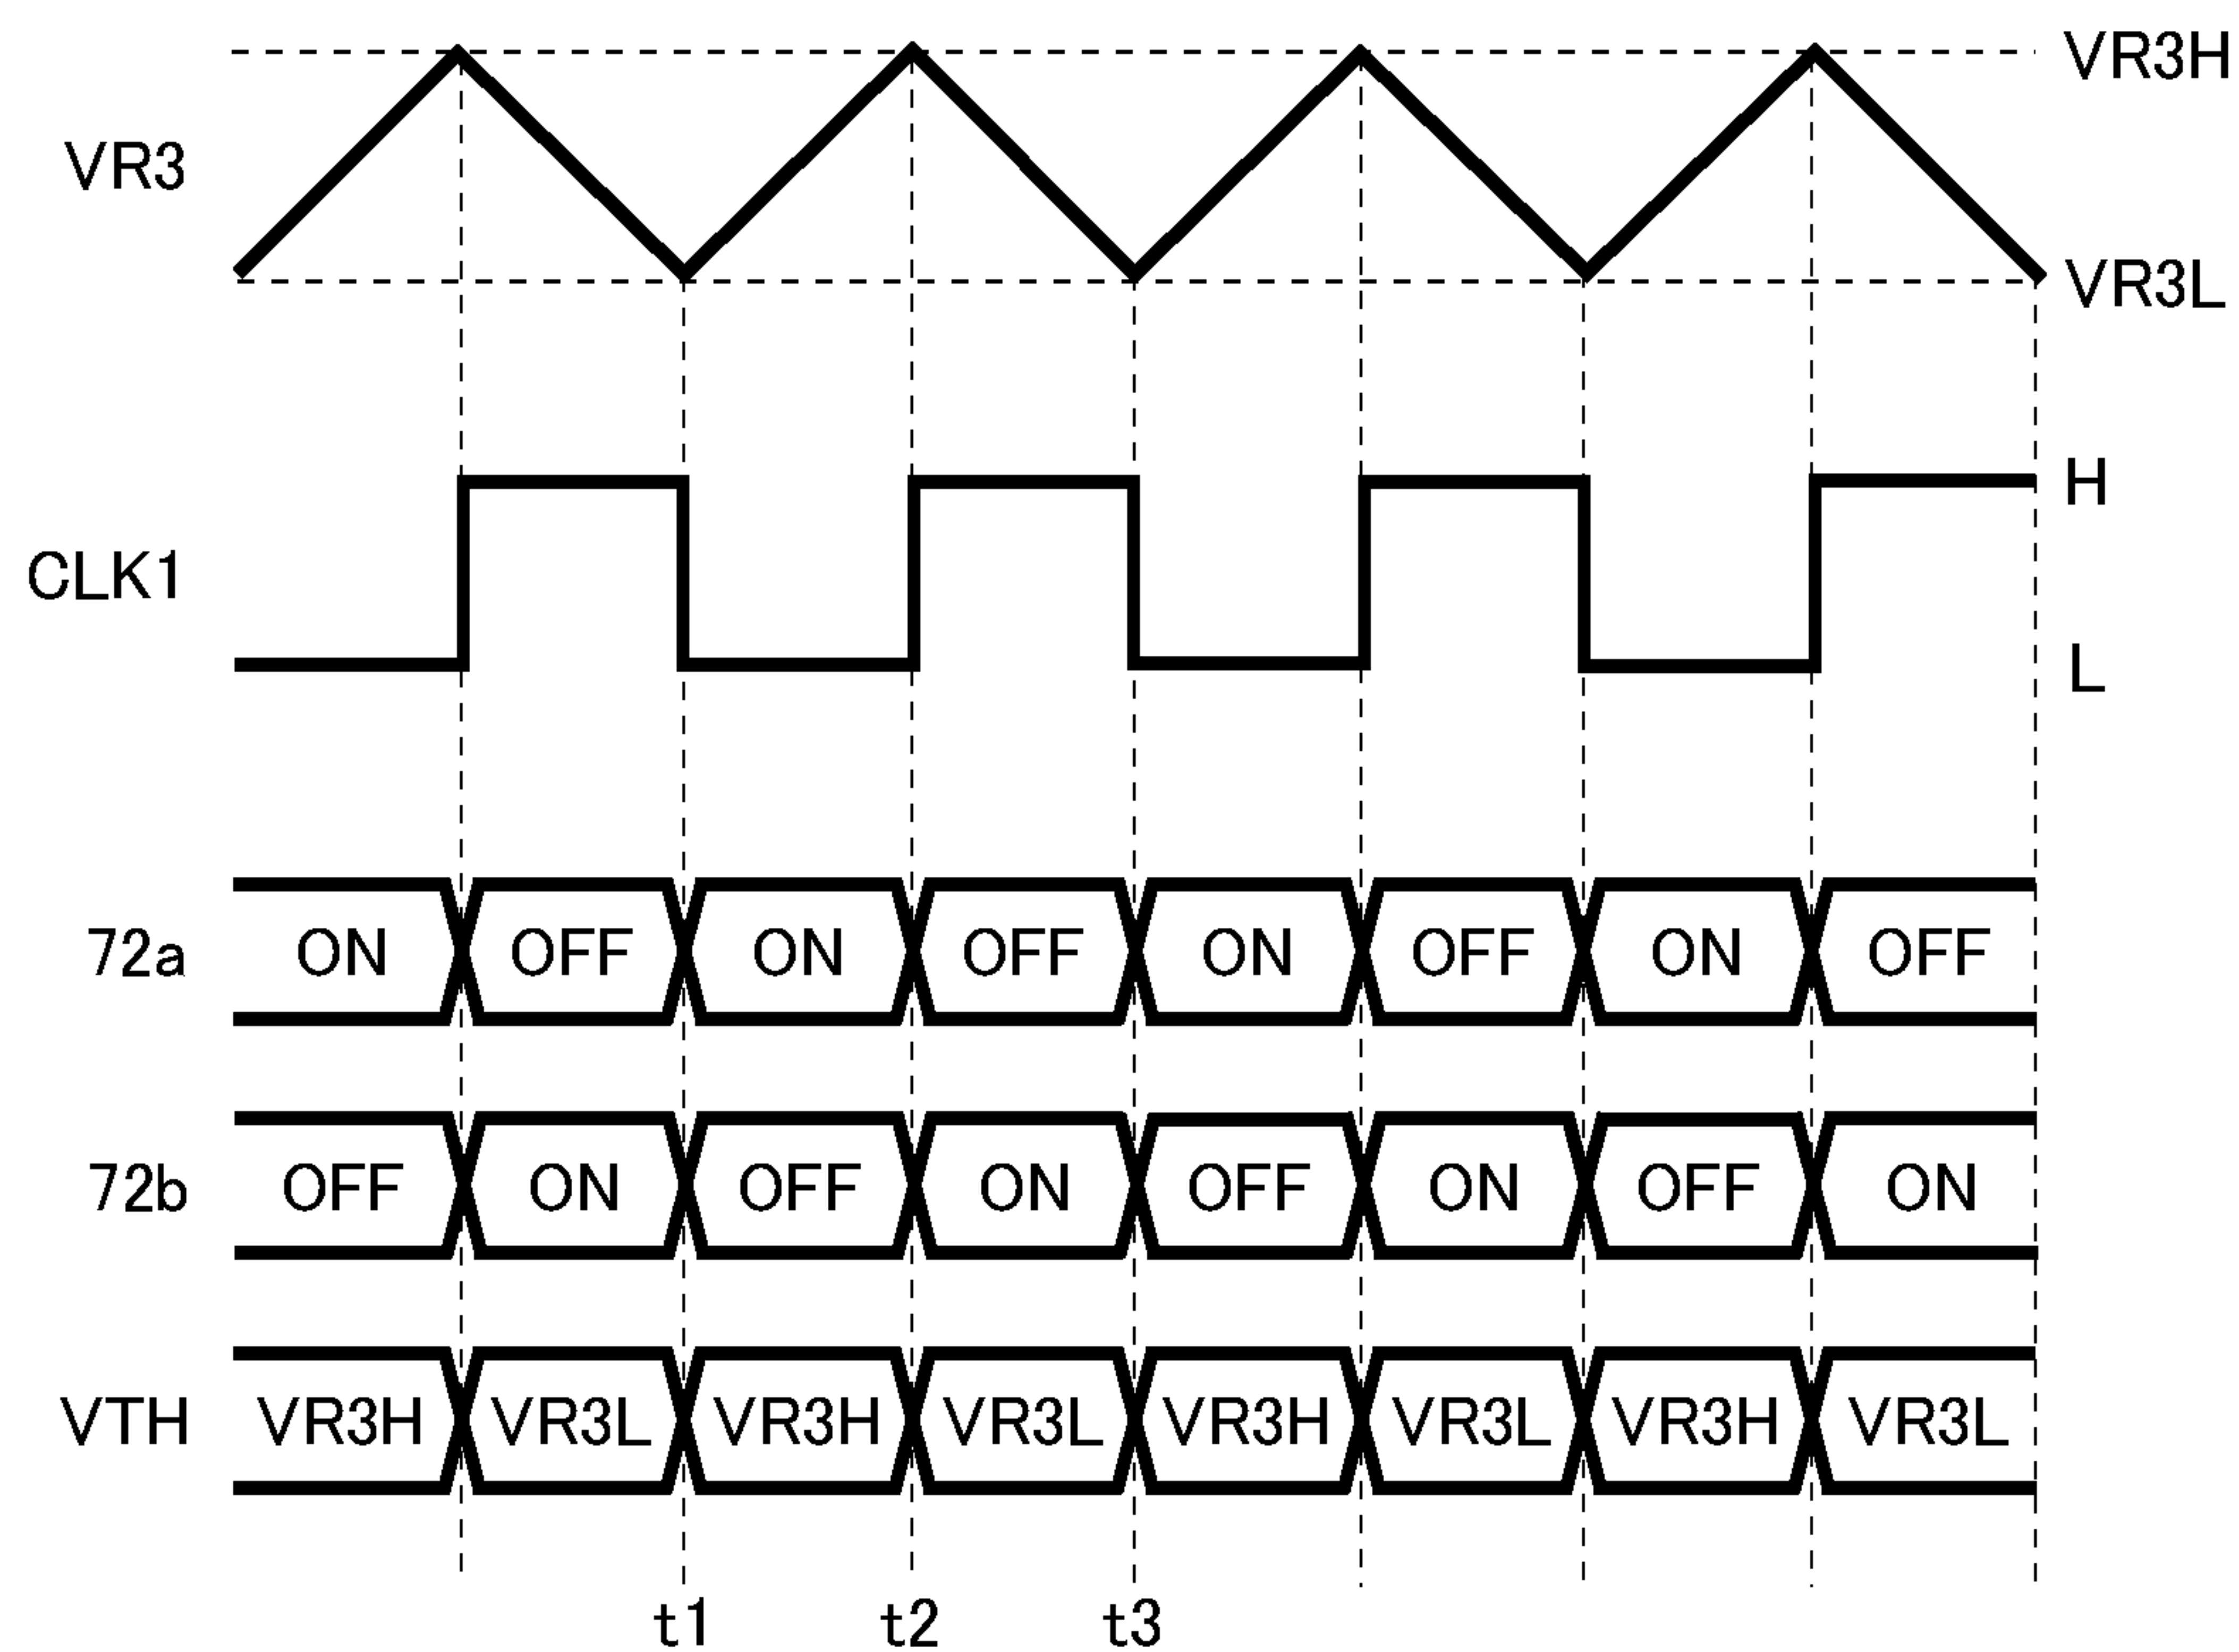 VR3H
VR3
VR3L
H
CLK1
L
72a ON OFF ON OFF ON OFF ON OFF
72b OFF ON OFF ON OFF ON OFF ON
VTH VR3H VR3L VR3H VR3L VR3H VR3L VR3H VR3L
t1 t2 t3